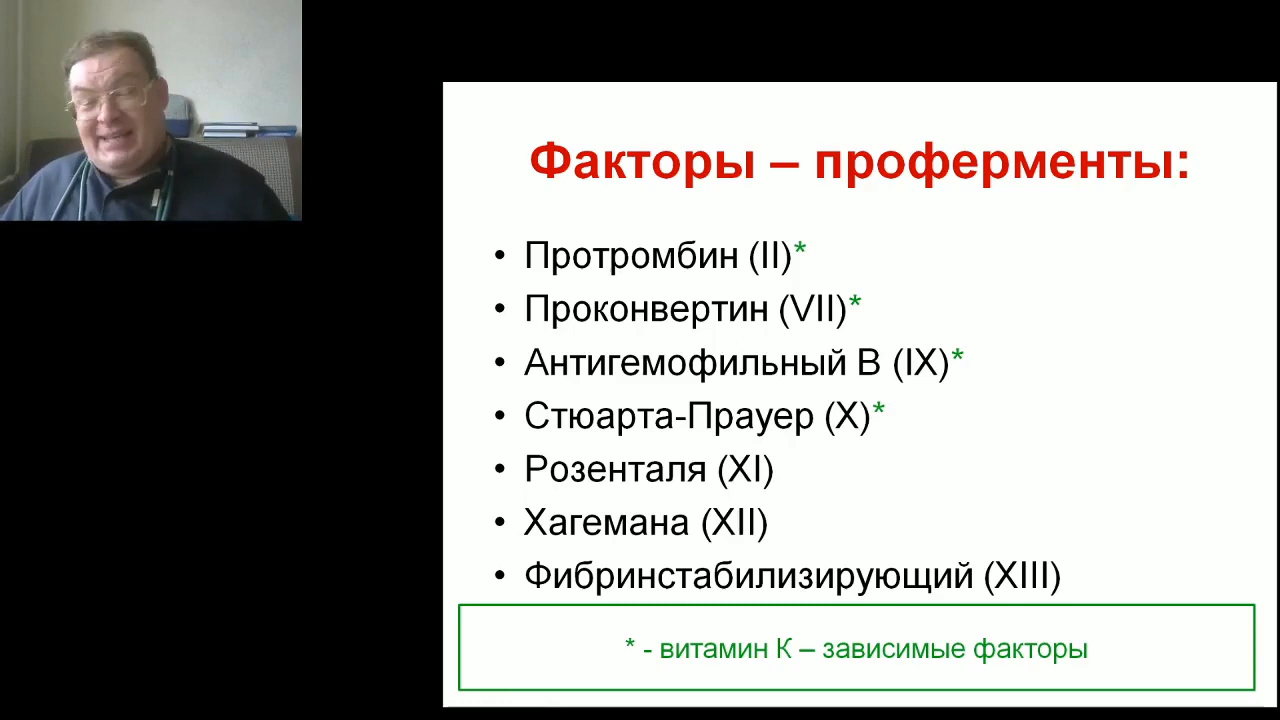 Факторы – проферменты:
• Протромбин (II)*
• Проконвертин (VII)*
• Антигемофильный В (IX)*
• Стюарта-Прауер (X)*
• Розенталя (XI)
• Хагемана (XII)
• Фибринстабилизирующий (XIII)
* - витамин К – зависимые факторы